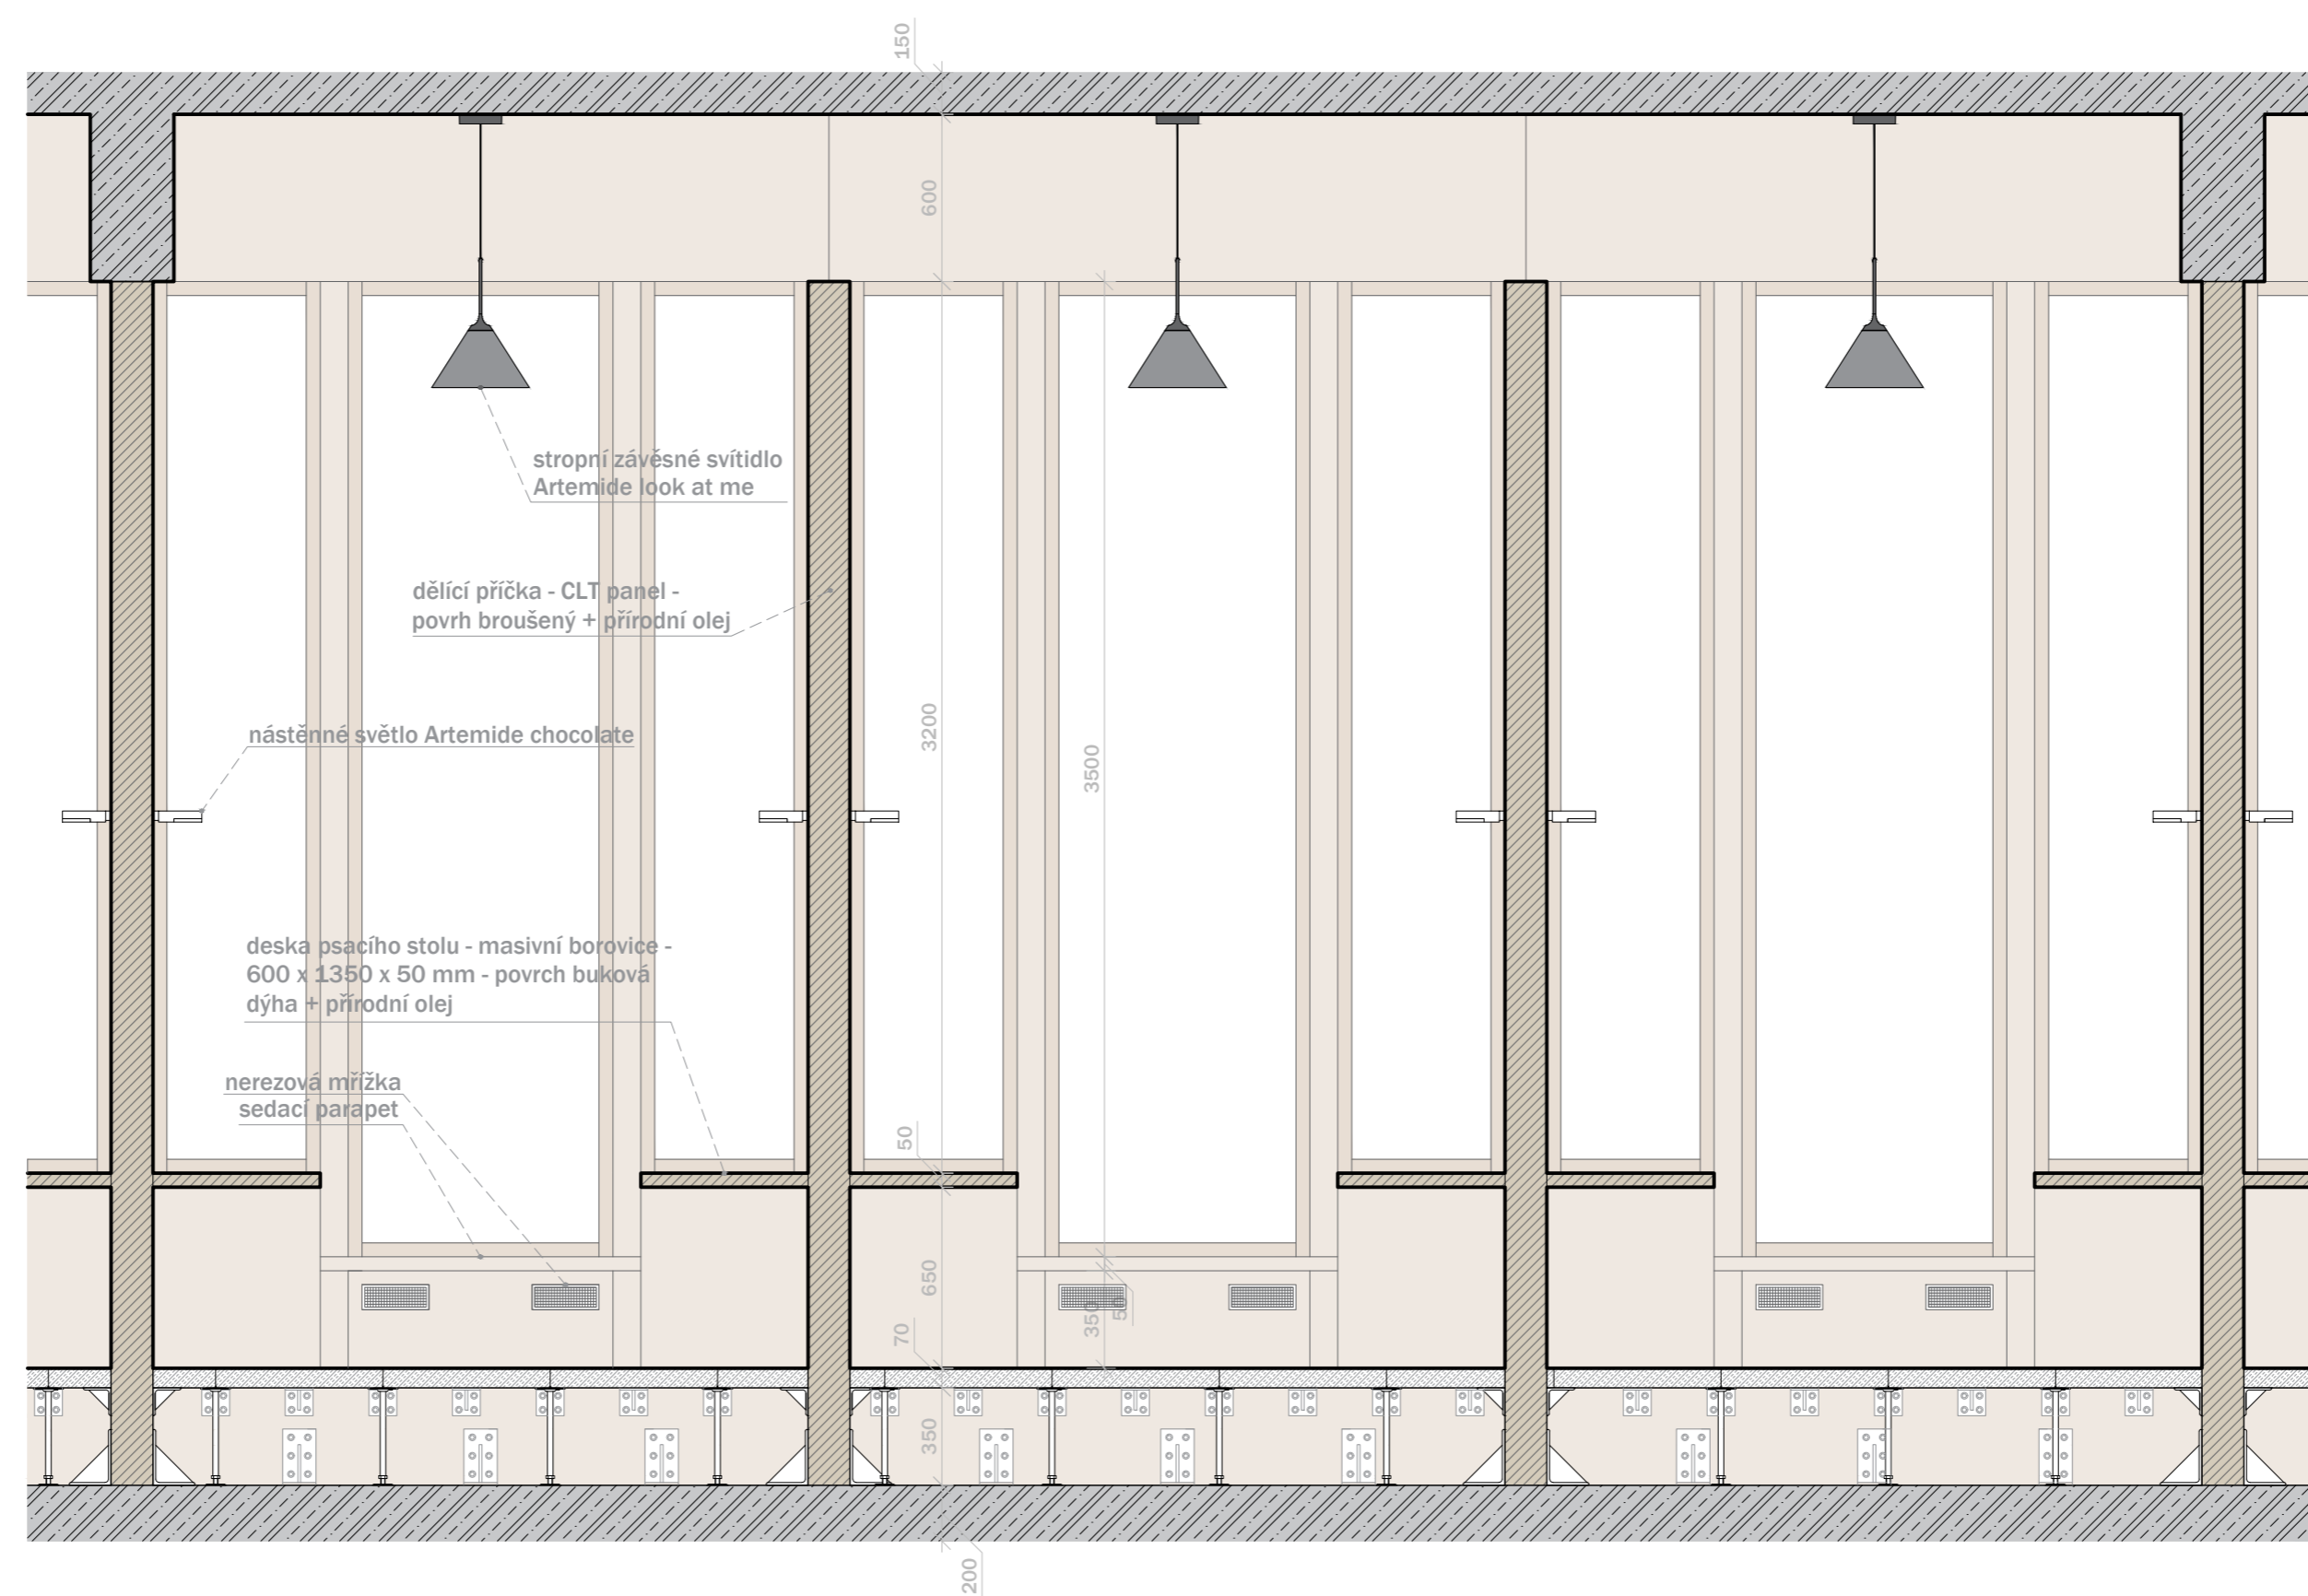 150
600
stropní závěsné svítidlo
Artemide look at me
dělící příčka - CLT panel -
povrh broušený + přírodní olej
3200
3500
nástěnné světlo Artemide chocolate
deska psacího stolu - masivní borovice -
600 x 1350 x 50 mm - povrch buková
dýha + přírodní olej
nerezová mřížka
sedací parapet
50
650
350
50
70
350
200